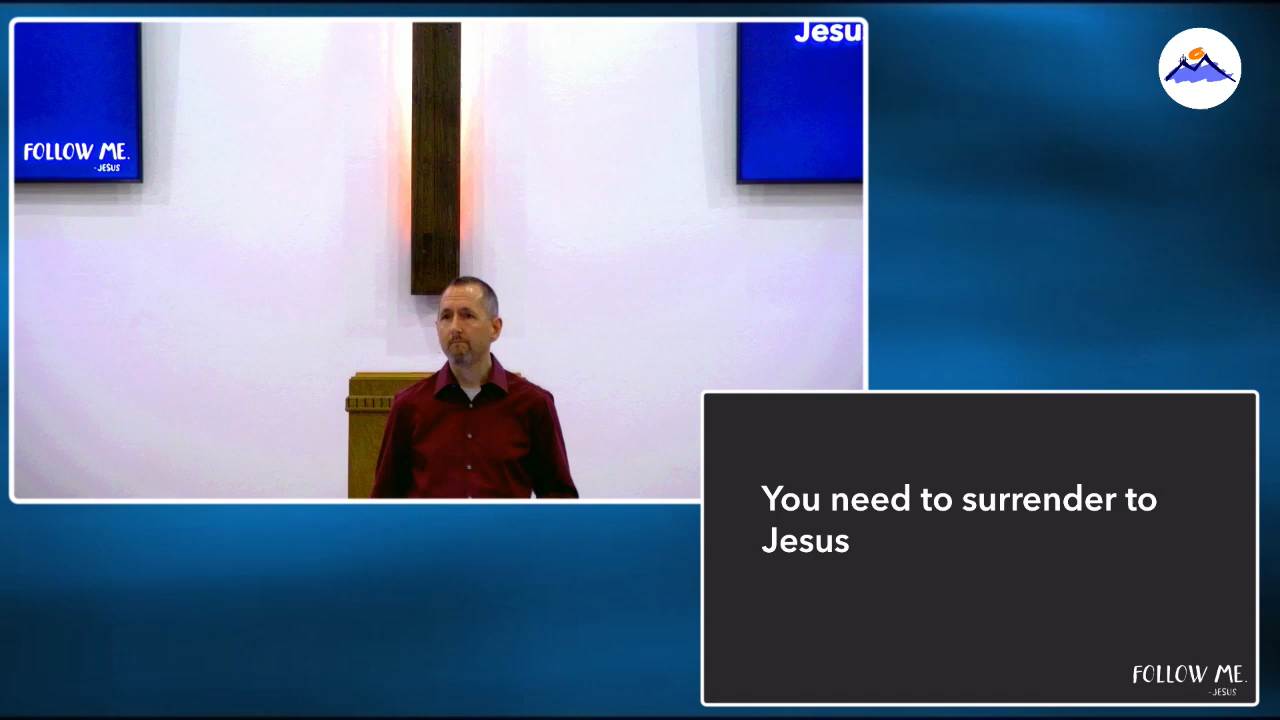 Jesu
FOLLOW ME.
- JESUS
You need to surrender to
Jesus
FOLLOW ME.
- JESUS